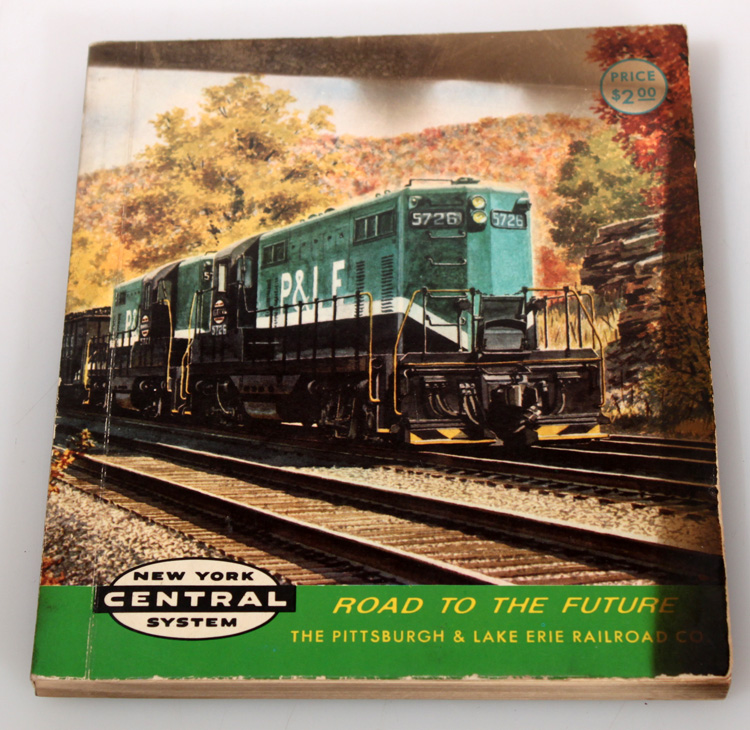 PRICE
$2.00
5726
5726
P&LE
5726
NEW YORK
CENTRAL
SYSTEM
ROAD TO THE FUTURE
THE PITTSBURGH & LAKE ERIE RAILROAD CO.